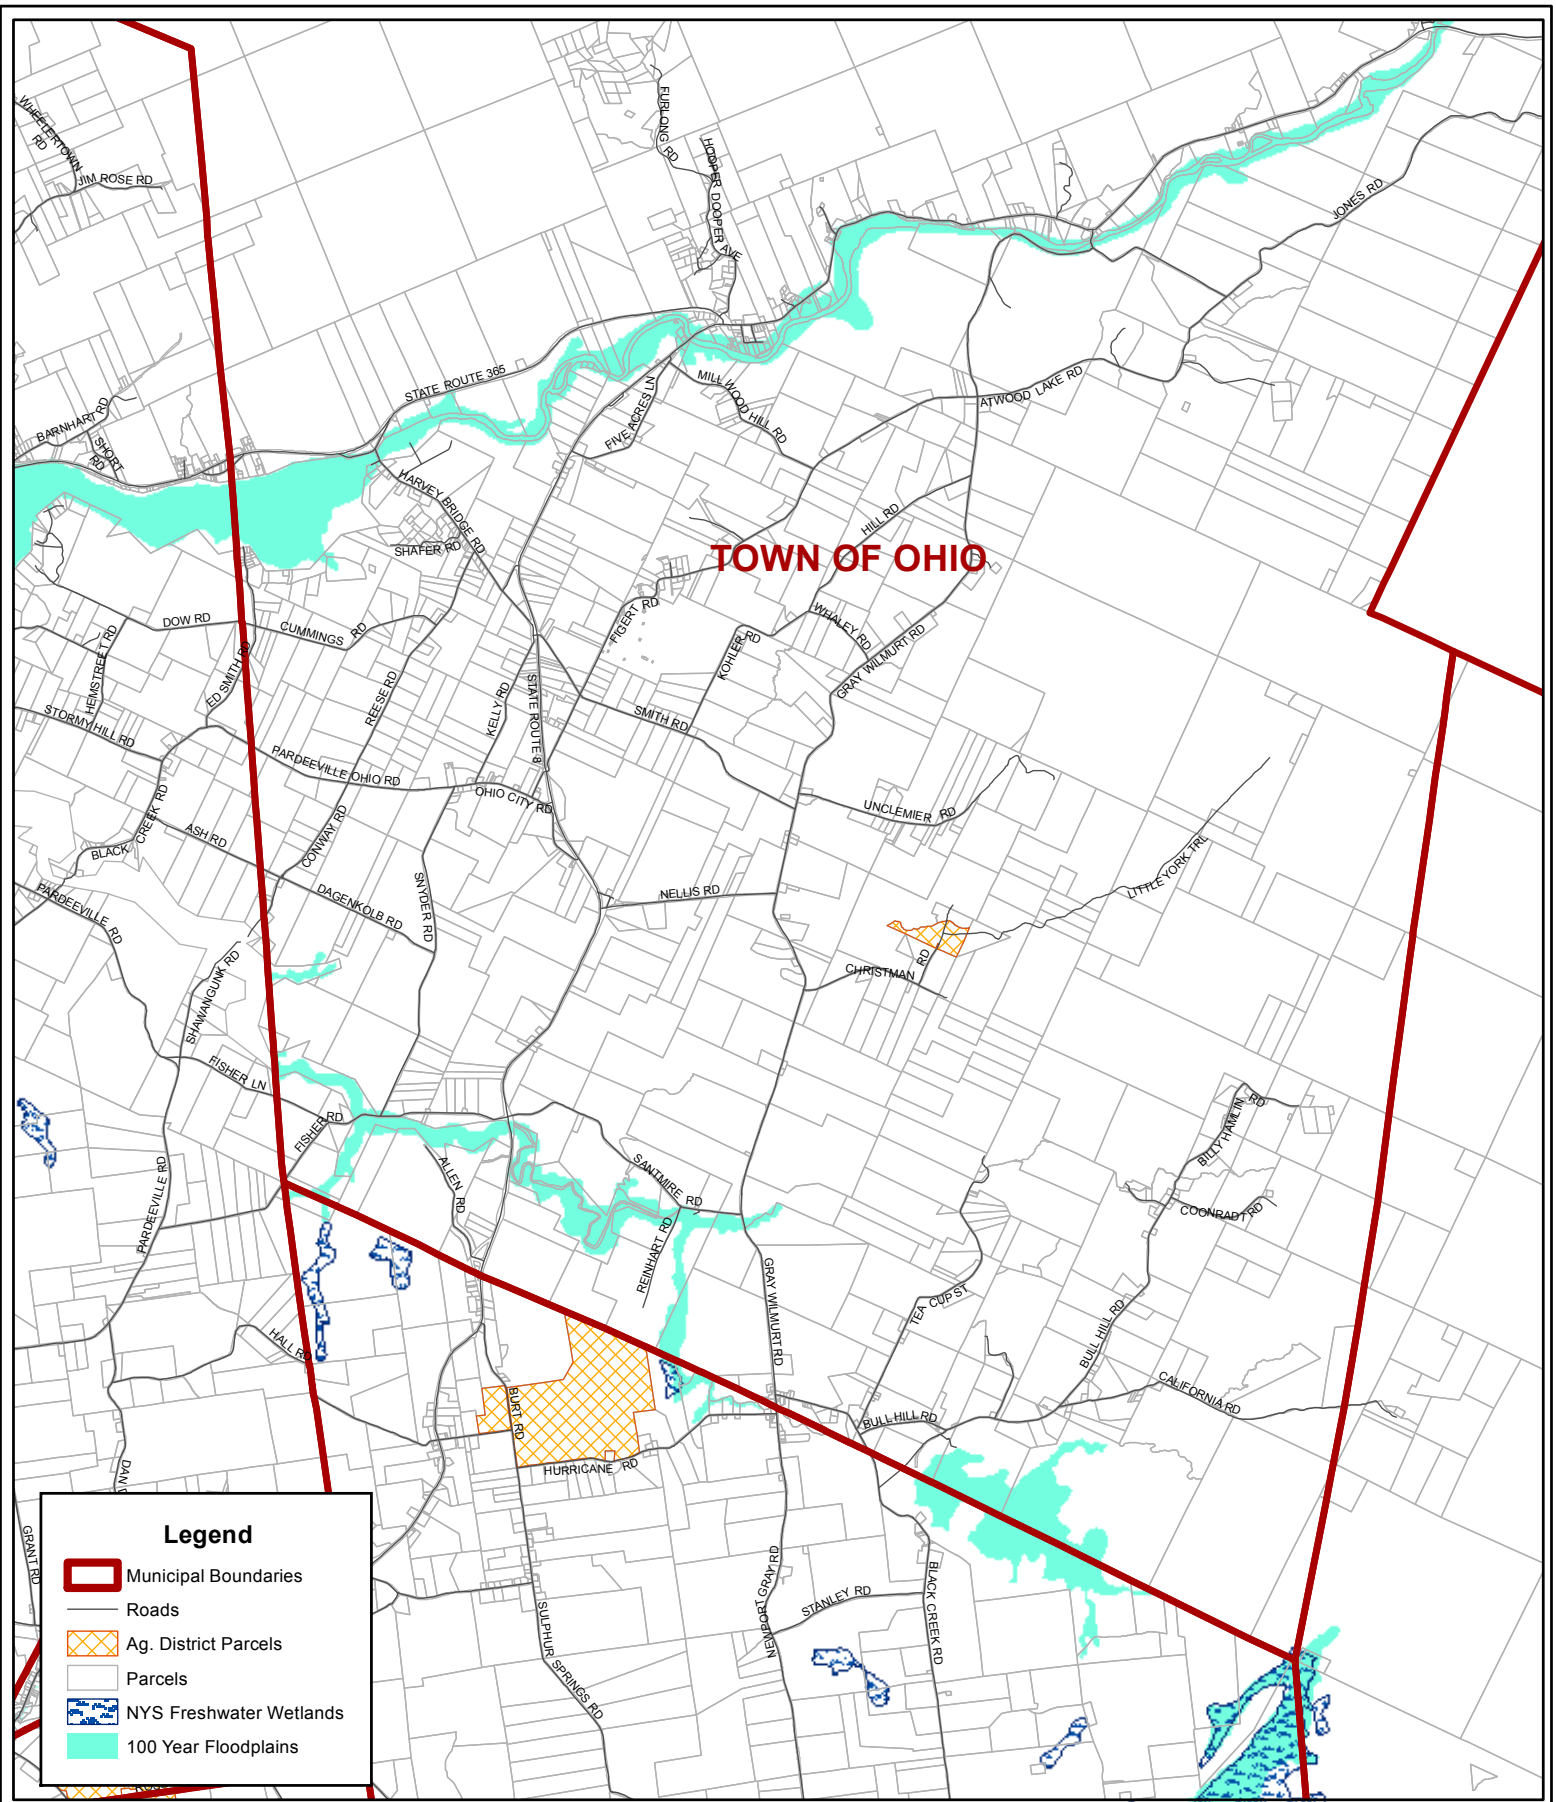 WHEELERTOWN
RD
JIM ROSE RD
FURLONG RD
HOOPER DOOPER AVE
JONES RD
STATE ROUTE 365
BARNHART RD
SHORT
RD
FIVE ACRES LN
MILL WOOD HILL RD
ATWOOD LAKE RD
HARVEY BRIDGE RD
SHAFER RD
HILL RD
TOWN OF OHIO
DOW RD
CUMMINGS RD
HEMSTREET RD
ED SMITH RD
FIGERT RD
KOHLER RD
WHALEY RD
GRAY WILMURT RD
STORMY HILL RD
REESE RD
KELLY RD
STATE ROUTE 8
SMITH RD
PARDEEVILLE OHIO RD
OHIO CITY RD
UNCLEMIER RD
BLACK CREEK RD
ASH RD
CONWAY RD
LITTLE YORK TRL
PARDEEVILLE RD
DAGENKOLB RD
SNYDER RD
NELLIS RD
CHRISTMAN RD
SHAWANGUNK RD
FISHER LN
FISHER RD
BILLY HAMLIN RD
ALLEN RD
SANTMIRE RD
COONRADT RD
PARDEEVILLE RD
REINHART RD
GRAY WILMURT RD
TEA CUP ST
BULL HILL RD
HALL RD
CALIFORNIA RD
BURT RD
BULL HILL RD
HURRICANE RD
DAN
GRANT RD
NEWPORT GRAY RD
STANLEY RD
BLACK CREEK RD
SULPHUR SPRINGS RD
Legend
Municipal Boundaries
Roads
Ag. District Parcels
Parcels
NYS Freshwater Wetlands
100 Year Floodplains